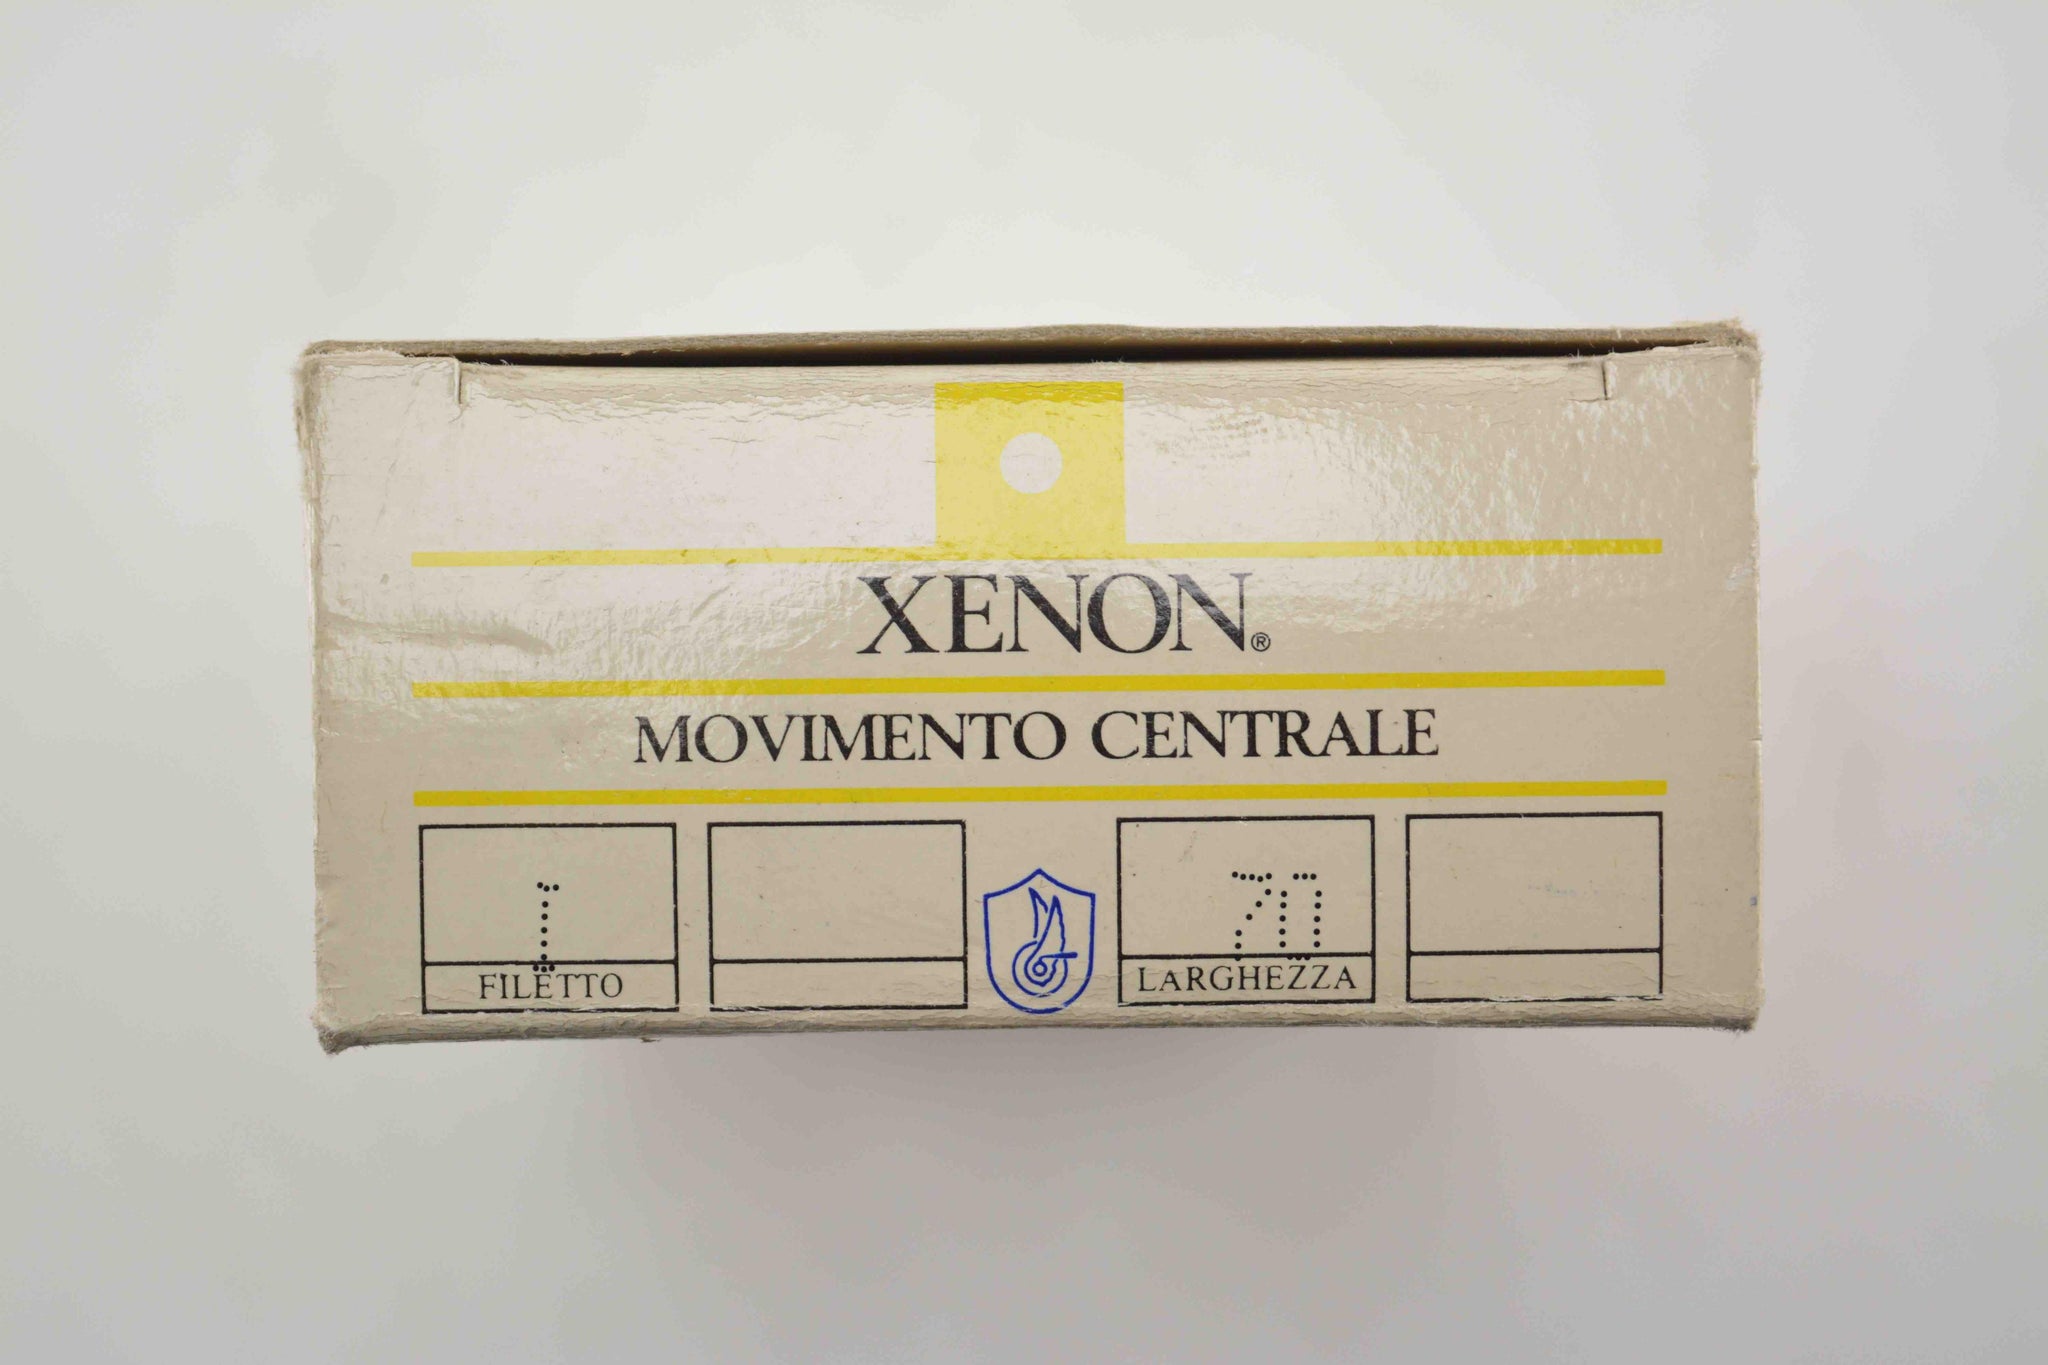 XENON®
MOVIMENTO CENTRALE
I
70
FILETTO
LARGHEZZA